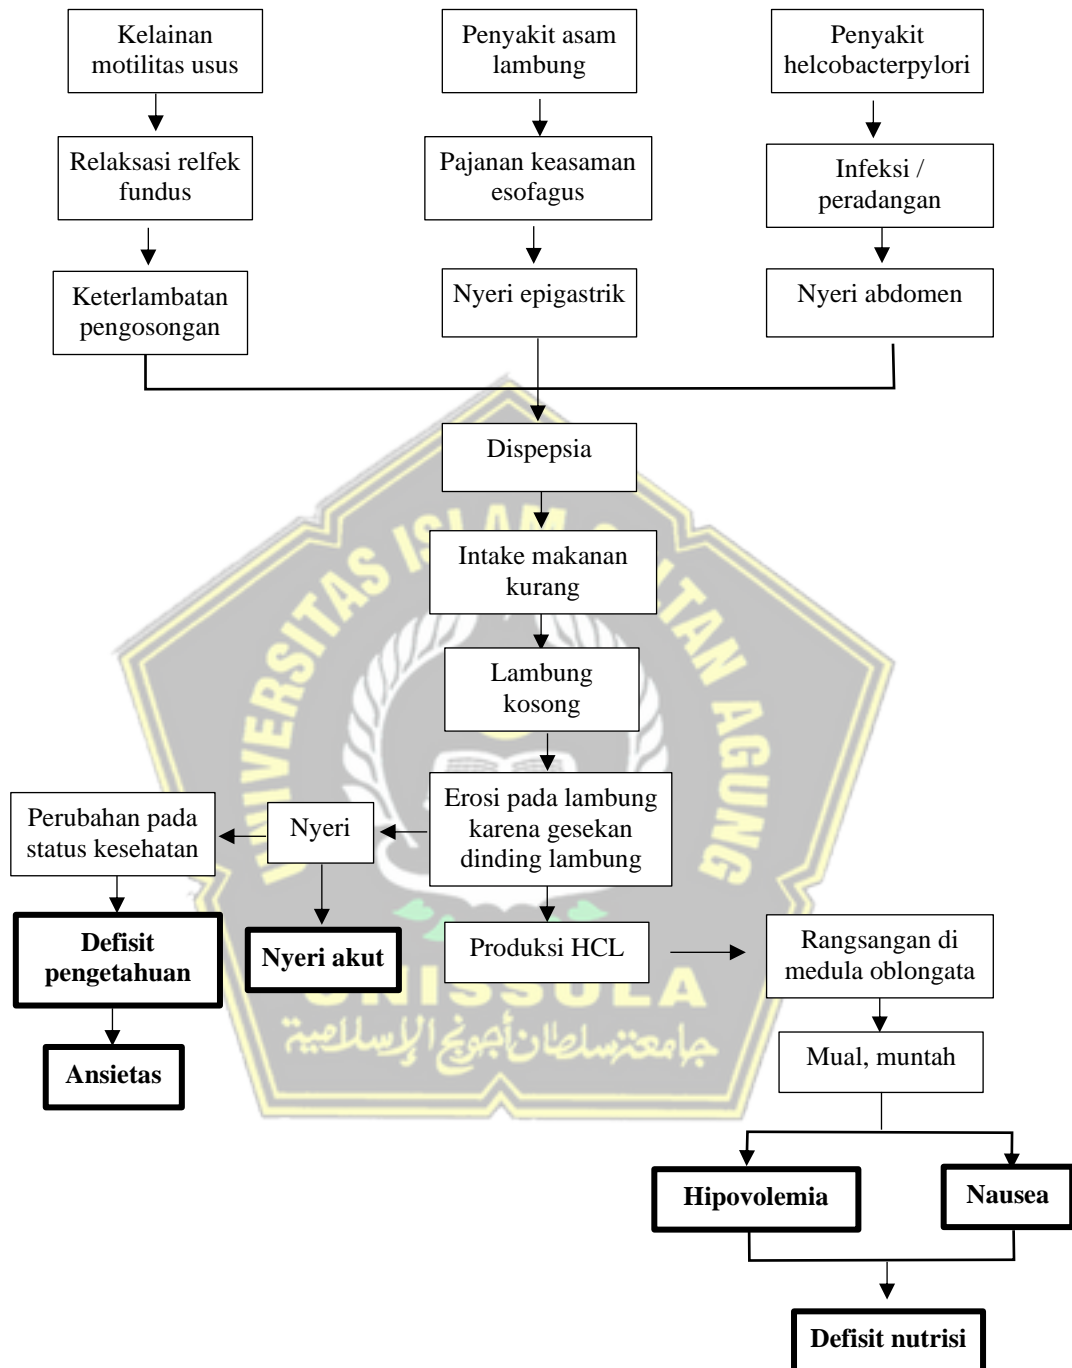 Kelainan
motilitas usus
Penyakit asam
lambung
Penyakit
helcobacterpylori
Relaksasi relfek
fundus
Pajanan keasaman
esofagus
Infeksi /
peradangan
Keterlambatan
pengosongan
Nyeri epigastrik
Nyeri abdomen
Dispepsia
Intake makanan
kurang
Lambung
kosong
Erosi pada lambung
karena gesekan
dinding lambung
Nyeri
Perubahan pada
status kesehatan
Defisit
pengetahuan
Nyeri akut
Produksi HCL
Rangsangan di
medula oblongata
Ansietas
Mual, muntah
Hipovolemia
Nausea
Defisit nutrisi
UNIVERSITAS ISLAM SULTAN AGUNG
UNISSULA
جامعة سلطان أجونج الإسلامية